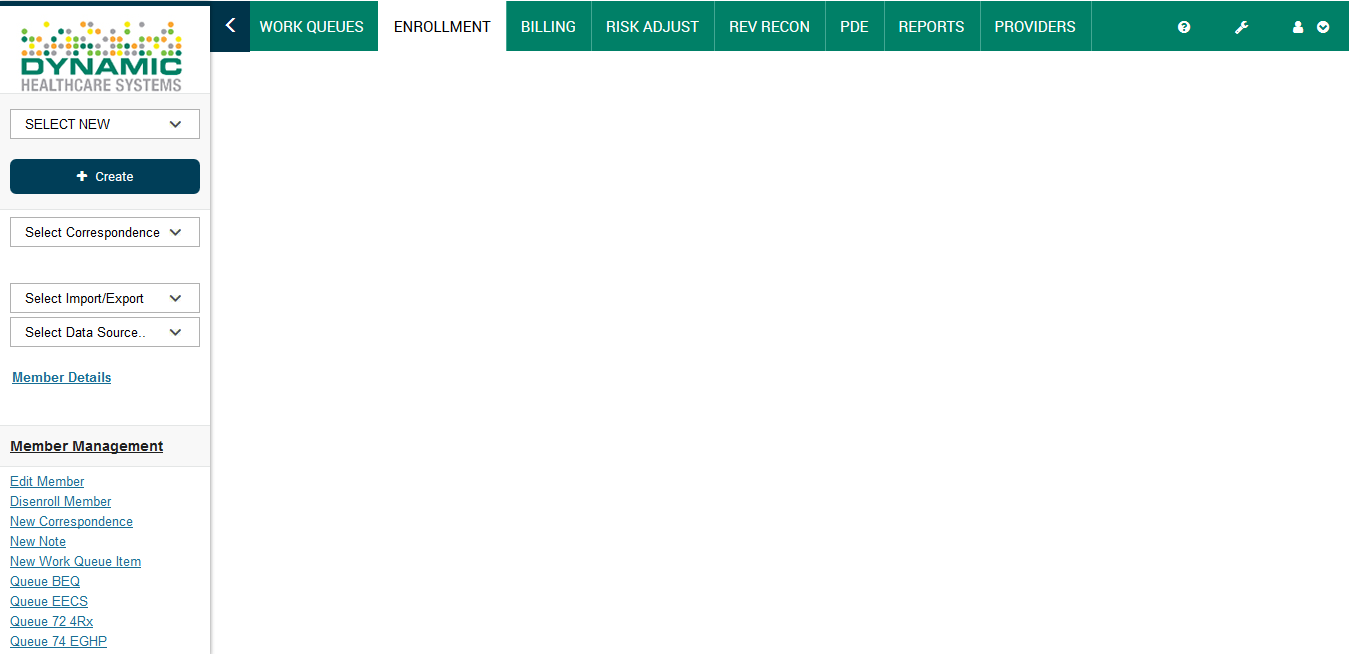 DYNAMIC
HEALTHCARE SYSTEMS
WORK QUEUES
ENROLLMENT
BILLING
RISK ADJUST
REV RECON
PDE
REPORTS
PROVIDERS
SELECT NEW
Create
Select Correspondence
Select Import/Export
Select Data Source..
Member Details
Member Management
Edit Member
Disenroll Member
New Correspondence
New Note
New Work Queue Item
Queue BEQ
Queue EECS
Queue 72 4Rx
Queue 74 EGHP